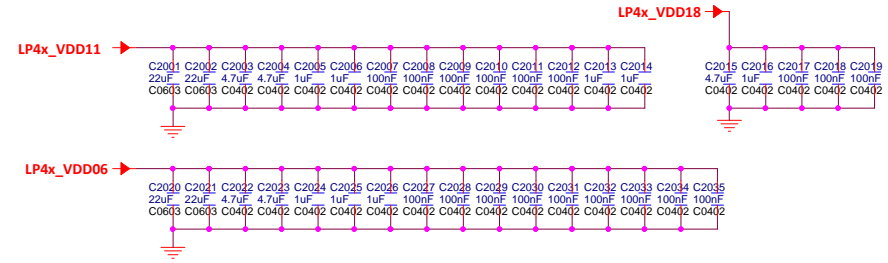 LP4x_VDD18
LP4x_VDD11
C2001 C2002 C2003 C2004 C2005 C2006 C2007 C2008 C2009 C2010 C2011 C2012 C2013 C2014
22uF 22uF 4.7uF 4.7uF 1uF 1uF 100nF 100nF 100nF 100nF 100nF 100nF 1uF 1uF
C0603 C0603 C0402 C0402 C0402 C0402 C0402 C0402 C0402 C0402 C0402 C0402 C0402 C0402
C2015 C2016 C2017 C2018 C2019
4.7uF 1uF 100nF 100nF 100nF
C0402 C0402 C0402 C0402 C0402
LP4x_VDD06
C2020 C2021 C2022 C2023 C2024 C2025 C2026 C2027 C2028 C2029 C2030 C2031 C2032 C2033 C2034 C2035
22uF 22uF 4.7uF 4.7uF 1uF 1uF 1uF 100nF 100nF 100nF 100nF 100nF 100nF 100nF 100nF 100nF
C0603 C0603 C0402 C0402 C0402 C0402 C0402 C0402 C0402 C0402 C0402 C0402 C0402 C0402 C0402 C0402